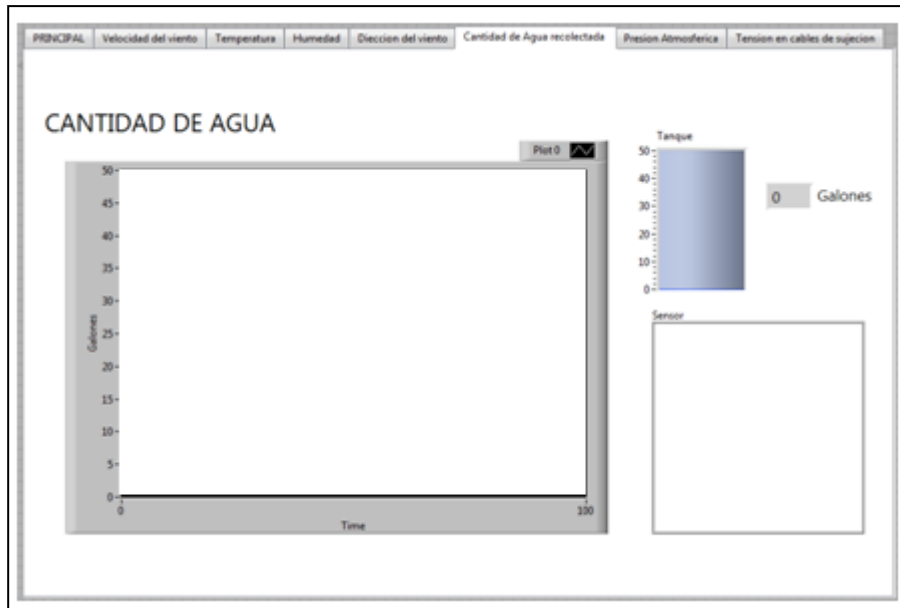 PRINCIPAL Velocidad del viento Temperatura Humedad Dieccion del viento Cantidad de Agua recolectada Presion Atmosferica Tension en cables de sujecion
CANTIDAD DE AGUA
Plot 0
50
45
40
35
30
25
20
15
10
5
0
Galones
0 100
Time
Tanque
50
40
30
20
10
0
0 Galones
Sensor